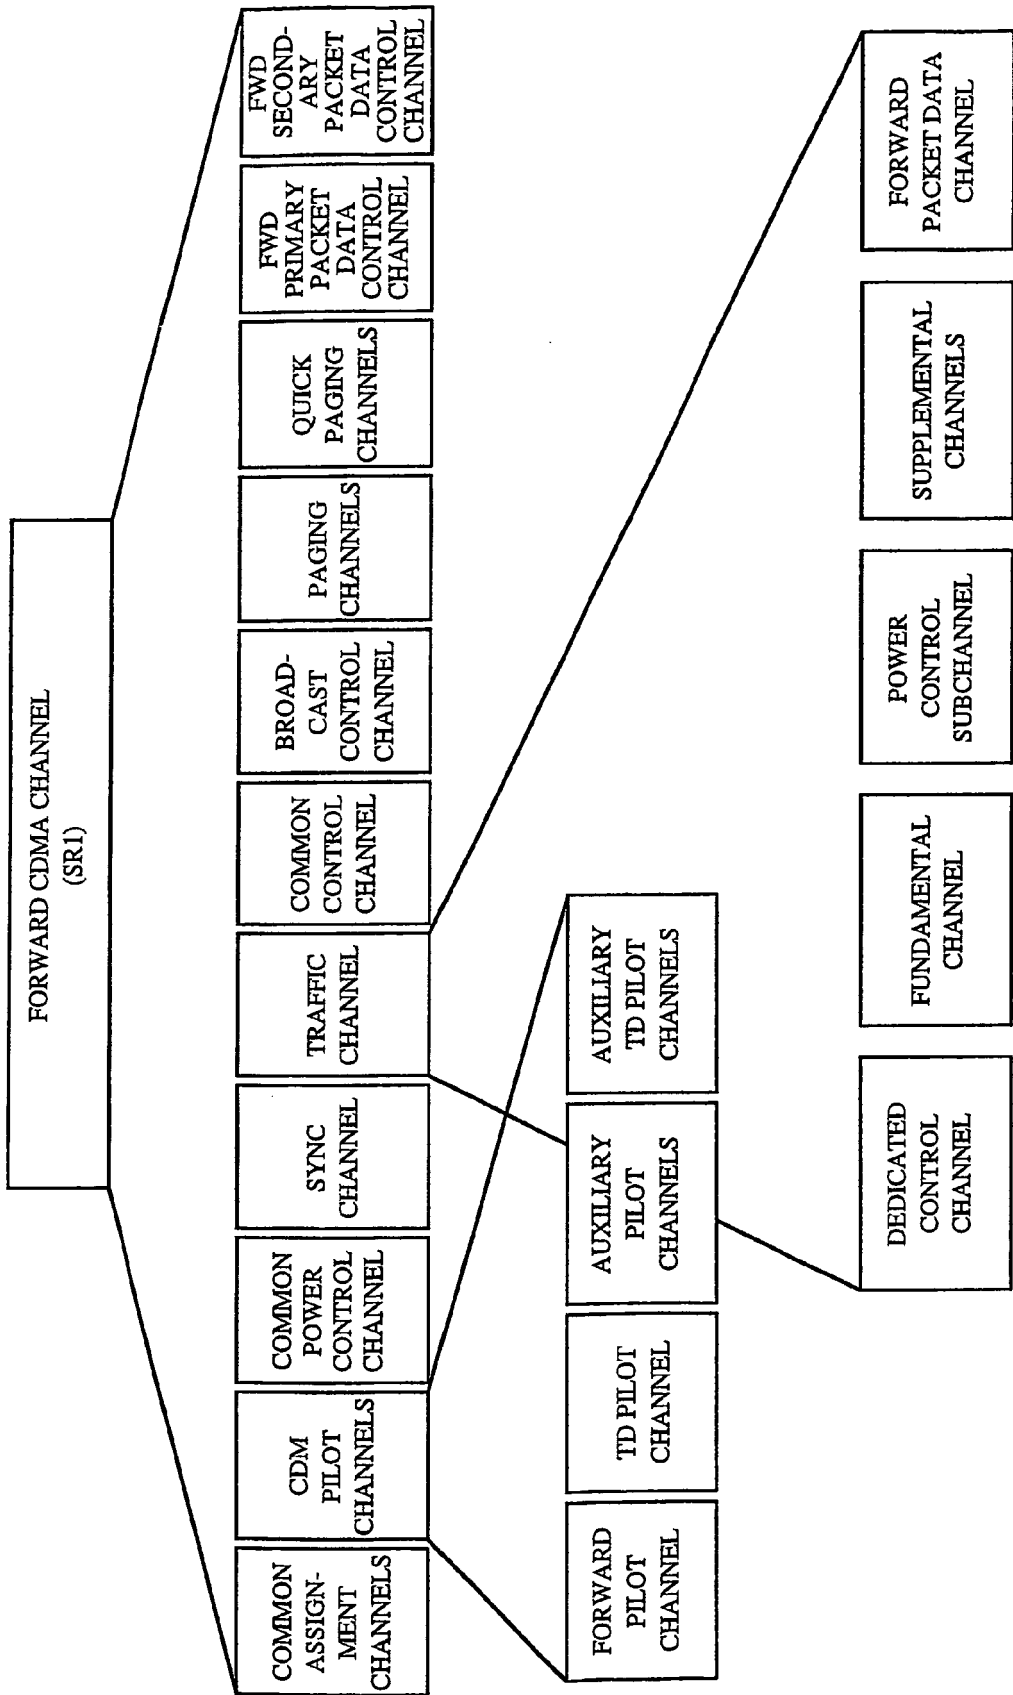 FORWARD CDMA CHANNEL
(SR1)
COMMON
ASSIGN-
MENT
CHANNELS
CDM
PILOT
CHANNELS
COMMON
POWER
CONTROL
CHANNEL
SYNC
CHANNEL
TRAFFIC
CHANNEL
COMMON
CONTROL
CHANNEL
BROAD-
CAST
CONTROL
CHANNEL
PAGING
CHANNELS
QUICK
PAGING
CHANNELS
FWD
PRIMARY
PACKET
DATA
CONTROL
CHANNEL
FWD
SECOND-
ARY
PACKET
DATA
CONTROL
CHANNEL
FORWARD
PILOT
CHANNEL
TD PILOT
CHANNEL
AUXILIARY
PILOT
CHANNELS
AUXILIARY
TD PILOT
CHANNELS
DEDICATED
CONTROL
CHANNEL
FUNDAMENTAL
CHANNEL
POWER
CONTROL
SUBCHANNEL
SUPPLEMENTAL
CHANNELS
FORWARD
PACKET DATA
CHANNEL